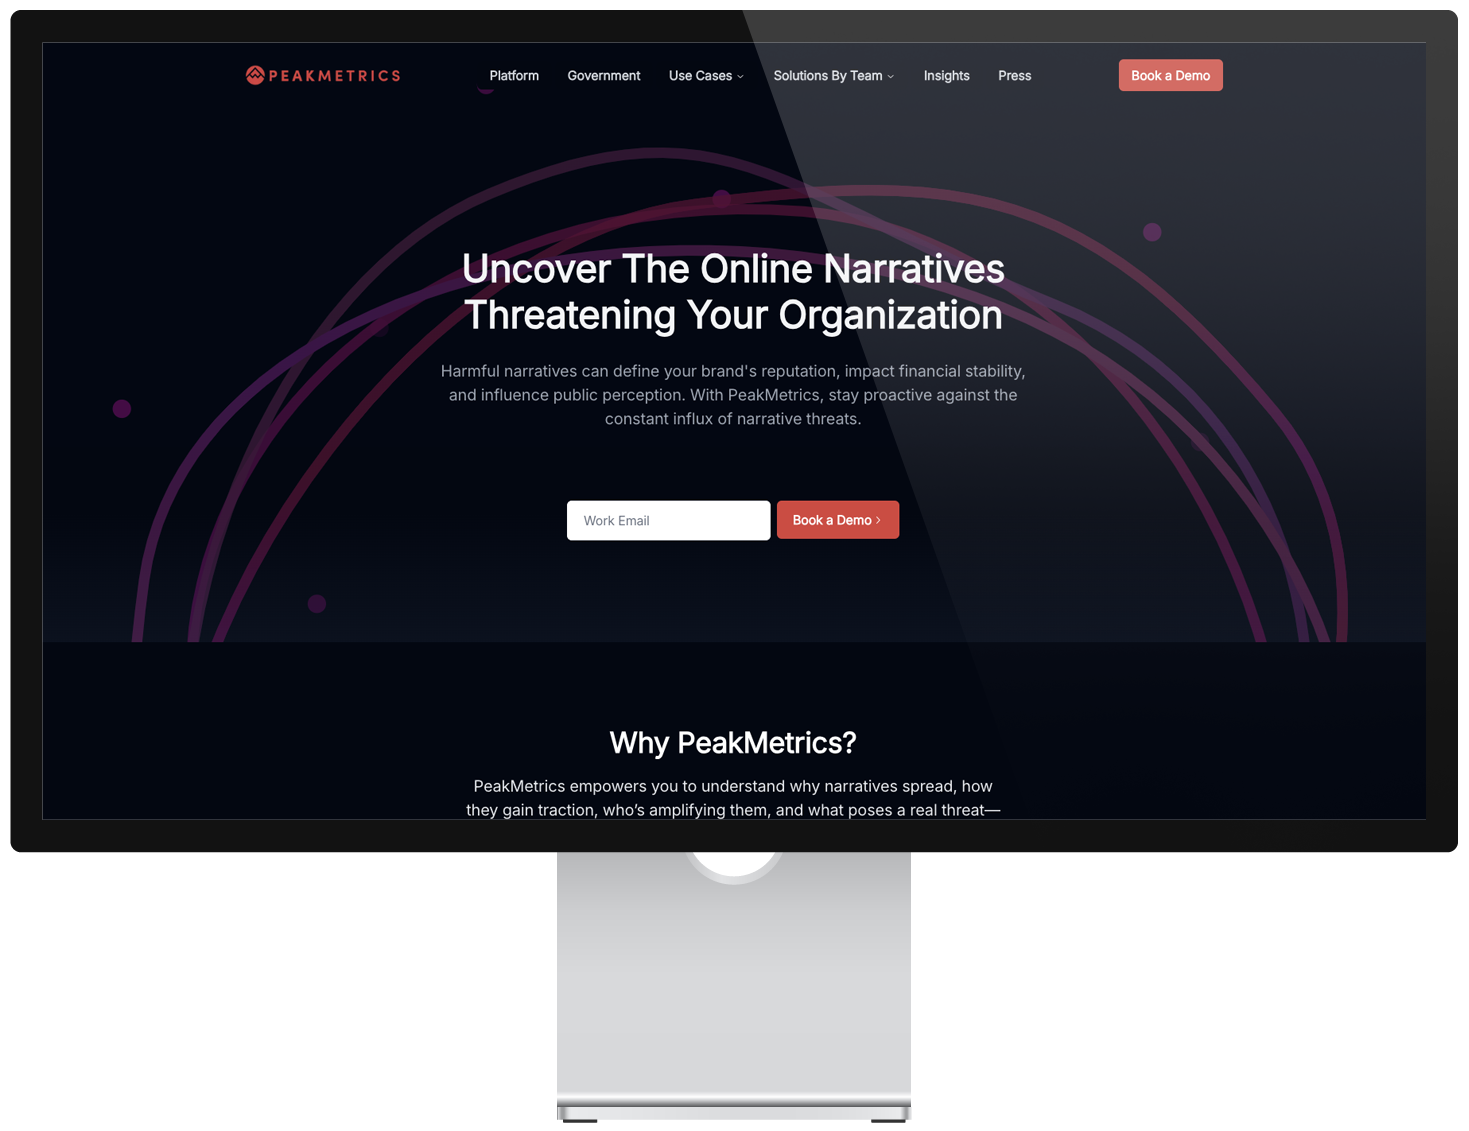 PEAKMETRICS
Platform
Government
Use Cases
Solutions By Team
Insights
Press
Book a Demo
Uncover The Online Narratives
Threatening Your Organization
Harmful narratives can define your brand's reputation, impact financial stability,
and influence public perception. With PeakMetrics, stay proactive against the
constant influx of narrative threats.
Work Email
Book a Demo
Why PeakMetrics?
PeakMetrics empowers you to understand why narratives spread, how
they gain traction, who’s amplifying them, and what poses a real threat—